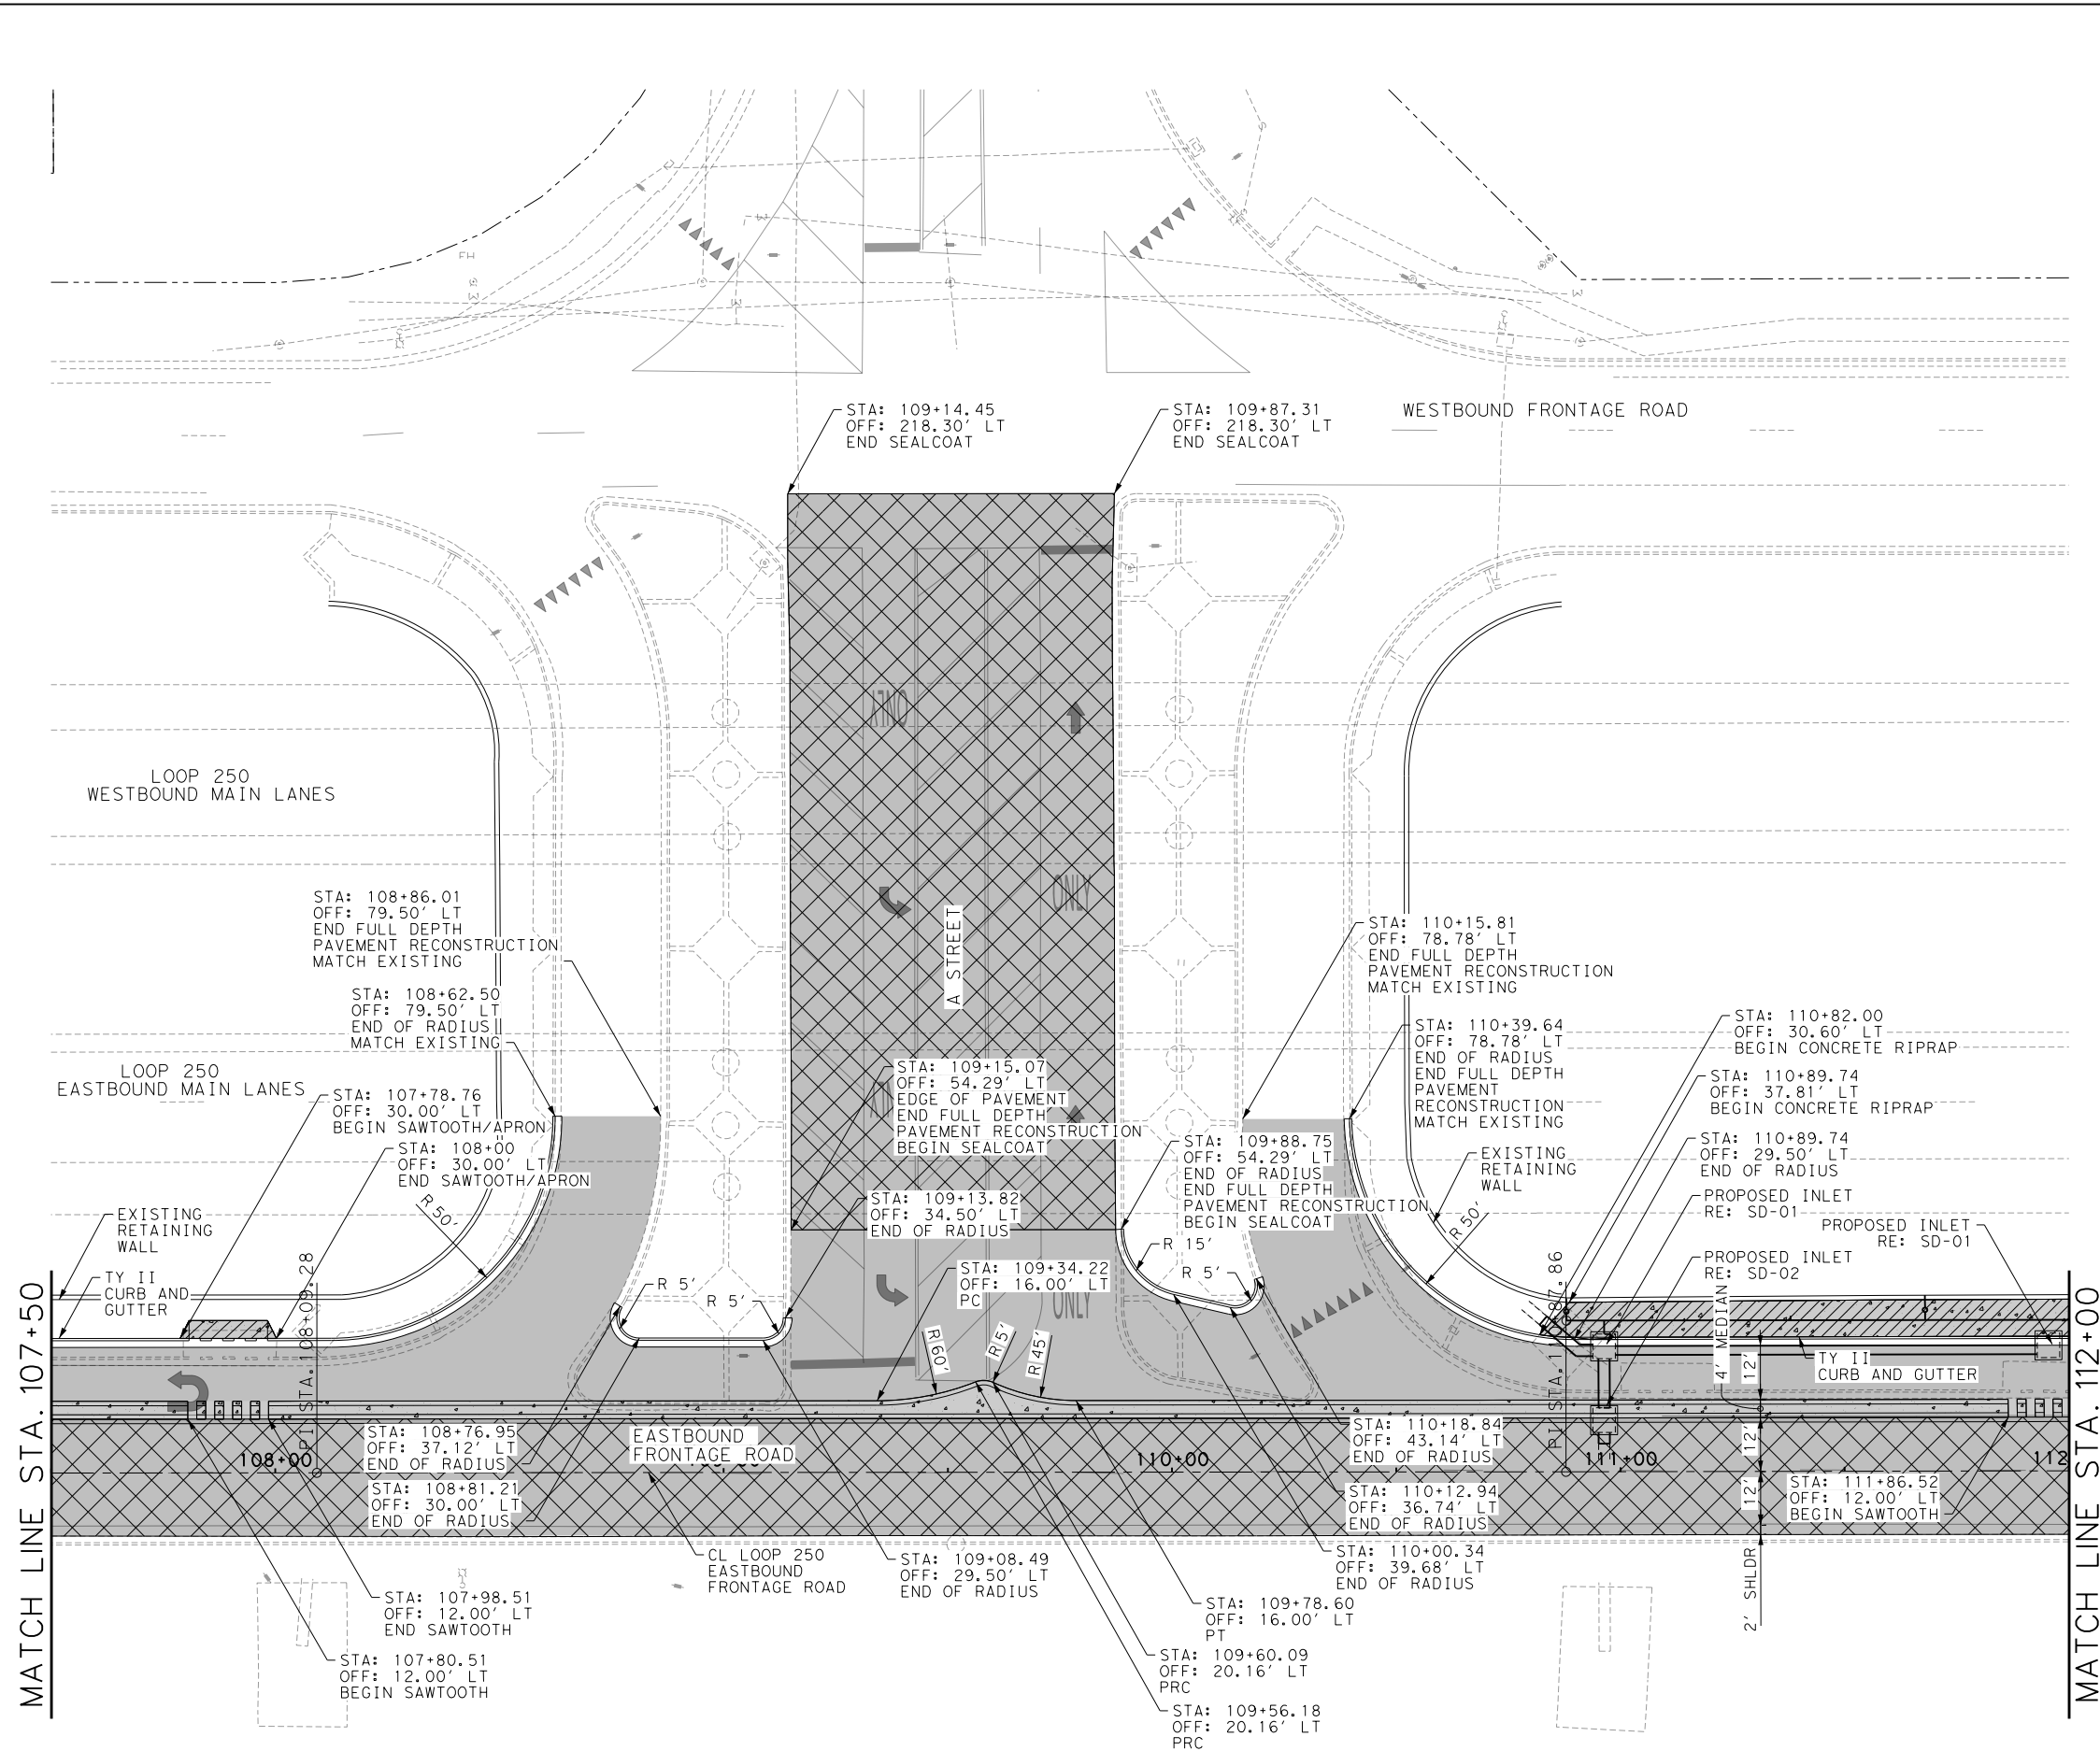 STA: 109+14.45
OFF: 218.30' LT
END SEALCOAT
STA: 109+87.31
OFF: 218.30' LT
END SEALCOAT
WESTBOUND FRONTAGE ROAD
FH
ONLY
LOOP 250
WESTBOUND MAIN LANES
ONLY
A STREET
STA: 108+86.01
OFF: 79.50' LT
END FULL DEPTH
PAVEMENT RECONSTRUCTION
MATCH EXISTING
STA: 108+62.50
OFF: 79.50' LT
END OF RADIUS
MATCH EXISTING
STA: 110+15.81
OFF: 78.78' LT
END FULL DEPTH
PAVEMENT RECONSTRUCTION
MATCH EXISTING
STA: 110+39.64
OFF: 78.78' LT
END OF RADIUS
END FULL DEPTH
PAVEMENT
RECONSTRUCTION
MATCH EXISTING
STA: 110+82.00
OFF: 30.60' LT
BEGIN CONCRETE RIPRAP
STA: 110+89.74
OFF: 37.81' LT
BEGIN CONCRETE RIPRAP
STA: 110+89.74
OFF: 29.50' LT
END OF RADIUS
LOOP 250
EASTBOUND MAIN LANES
STA: 107+78.76
OFF: 30.00' LT
BEGIN SAWTOOTH/APRON
STA: 108+00
OFF: 30.00' LT
END SAWTOOTH/APRON
STA: 109+15.07
OFF: 54.29' LT
EDGE OF PAVEMENT
END FULL DEPTH
PAVEMENT RECONSTRUCTION
BEGIN SEALCOAT
STA: 109+88.75
OFF: 54.29' LT
END OF RADIUS
END FULL DEPTH
PAVEMENT RECONSTRUCTION
BEGIN SEALCOAT
STA: 109+13.82
OFF: 34.50' LT
END OF RADIUS
EXISTING
RETAINING
WALL
PROPOSED INLET
RE: SD-01
PROPOSED INLET
RE: SD-01
PROPOSED INLET
RE: SD-02
EXISTING
RETAINING
WALL
TY II
CURB AND
GUTTER
R 50'
R 5'
R 5'
R 15'
R 5'
R 50'
STA: 109+34.22
OFF: 16.00' LT
PC
ONLY
R60'
R15'
R 45'
PI STA. 108+09.28
4' MEDIAN
12'
12'
12'
2' SHLDR
TY II
CURB AND GUTTER
MATCH LINE STA. 107+50
MATCH LINE STA. 112+00
108+00
110+00
111+00
112
STA: 108+76.95
OFF: 37.12' LT
END OF RADIUS
STA: 108+81.21
OFF: 30.00' LT
END OF RADIUS
EASTBOUND
FRONTAGE ROAD
STA: 110+18.84
OFF: 43.14' LT
END OF RADIUS
STA: 110+12.94
OFF: 36.74' LT
END OF RADIUS
STA: 111+86.52
OFF: 12.00' LT
BEGIN SAWTOOTH
CL LOOP 250
EASTBOUND
FRONTAGE ROAD
STA: 109+08.49
OFF: 29.50' LT
END OF RADIUS
STA: 110+00.34
OFF: 39.68' LT
END OF RADIUS
STA: 107+98.51
OFF: 12.00' LT
END SAWTOOTH
STA: 107+80.51
OFF: 12.00' LT
BEGIN SAWTOOTH
STA: 109+78.60
OFF: 16.00' LT
PT
STA: 109+60.09
OFF: 20.16' LT
PRC
STA: 109+56.18
OFF: 20.16' LT
PRC